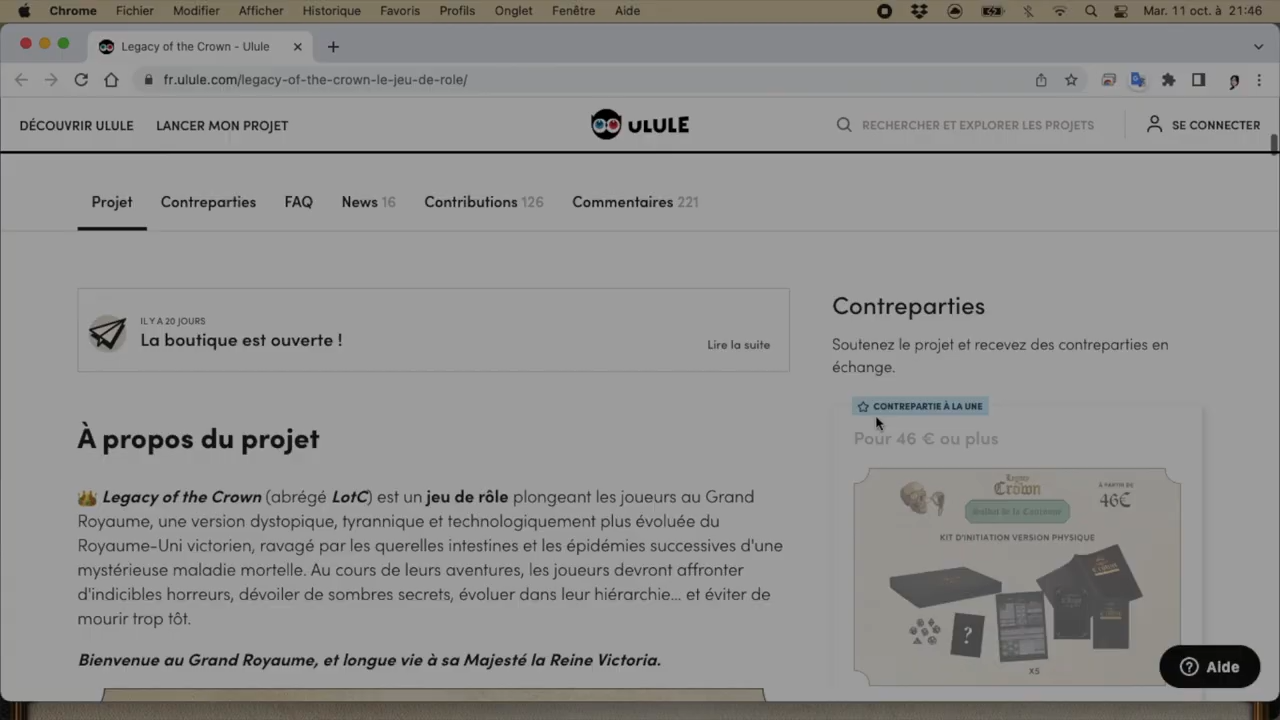 Chrome Fichier Modifier Afficher Historique Favoris Profils Onglet Fenêtre Aide Mar. 11 oct. à 21:46
Legacy of the Crown - Ulule
fr.ulule.com/legacy-of-the-crown-le-jeu-de-role/
DÉCOUVRIR ULULE LANCER MON PROJET ULULE RECHERCHER ET EXPLORER LES PROJETS SE CONNECTER
Projet Contreparties FAQ News 16 Contributions 126 Commentaires 221
IL Y A 20 JOURS
La boutique est ouverte !
Lire la suite
À propos du projet
Legacy of the Crown (abrégé LotC) est un jeu de rôle plongeant les joueurs au Grand
Royaume, une version dystopique, tyrannique et technologiquement plus évoluée du
Royaume-Uni victorien, ravagé par les querelles intestines et les épidémies successives d'une
mystérieuse maladie mortelle. Au cours de leurs aventures, les joueurs devront affronter
d'indicibles horreurs, dévoiler de sombres secrets, évoluer dans leur hiérarchie... et éviter de
mourir trop tôt.
Bienvenue au Grand Royaume, et longue vie à sa Majesté la Reine Victoria.
Contreparties
Soutenez le projet et recevez des contreparties en
échange.
CONTREPARTIE À LA UNE
Pour 46 € ou plus
Legacy
of the
Crown
À PARTIR DE
46€
Soldat de la Couronne
KIT D'INITIATION VERSION PHYSIQUE
?
X5
Aide